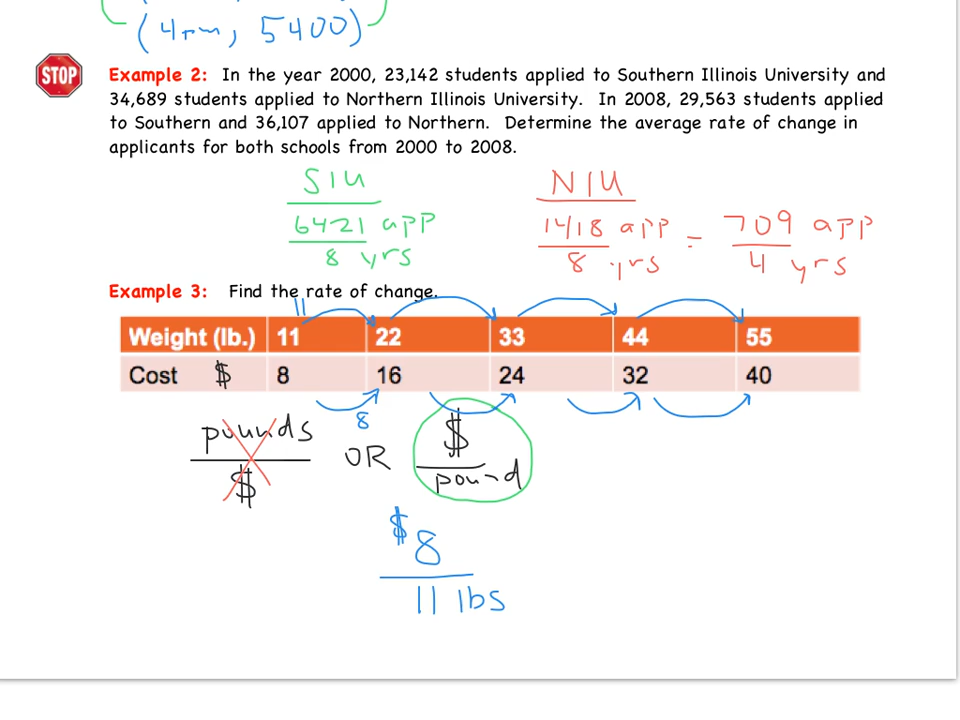 (4pm, 5400)
STOP
Example 2: In the year 2000, 23,142 students applied to Southern Illinois University and
34,689 students applied to Northern Illinois University. In 2008, 29,563 students applied
to Southern and 36,107 applied to Northern. Determine the average rate of change in
applicants for both schools from 2000 to 2008.
SIU
6421 app
8 yrs
NIU
1418 app = 709 app
8 yrs 4 yrs
Example 3: Find the rate of change.
11
Weight (lb.) 11 22 33 44 55
Cost $ 8 16 24 32 40
8
pounds OR $
$ pound
$8
11 lbs